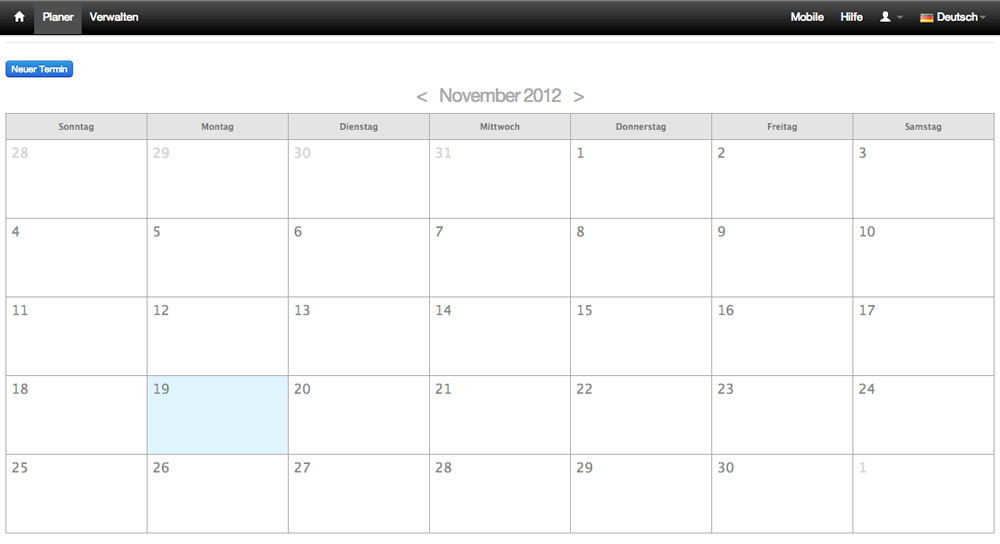 Planer Verwalten Mobile Hilfe Deutsch
Neuer Termin
< November 2012 >
Sonntag Montag Dienstag Mittwoch Donnerstag Freitag Samstag
28 29 30 31 1 2 3
4 5 6 7 8 9 10
11 12 13 14 15 16 17
18 19 20 21 22 23 24
25 26 27 28 29 30 1